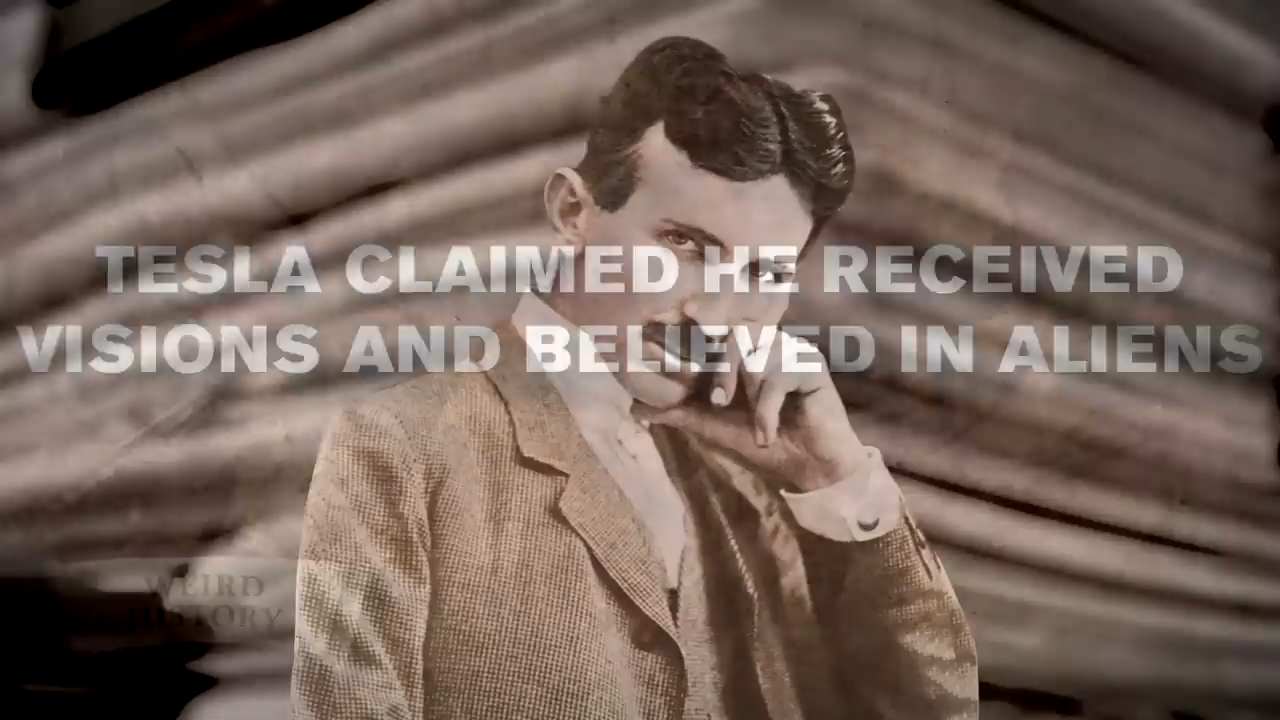 TESLA CLAIMED HE RECEIVED
VISIONS AND BELIEVED IN ALIENS
WEIRD
HISTORY